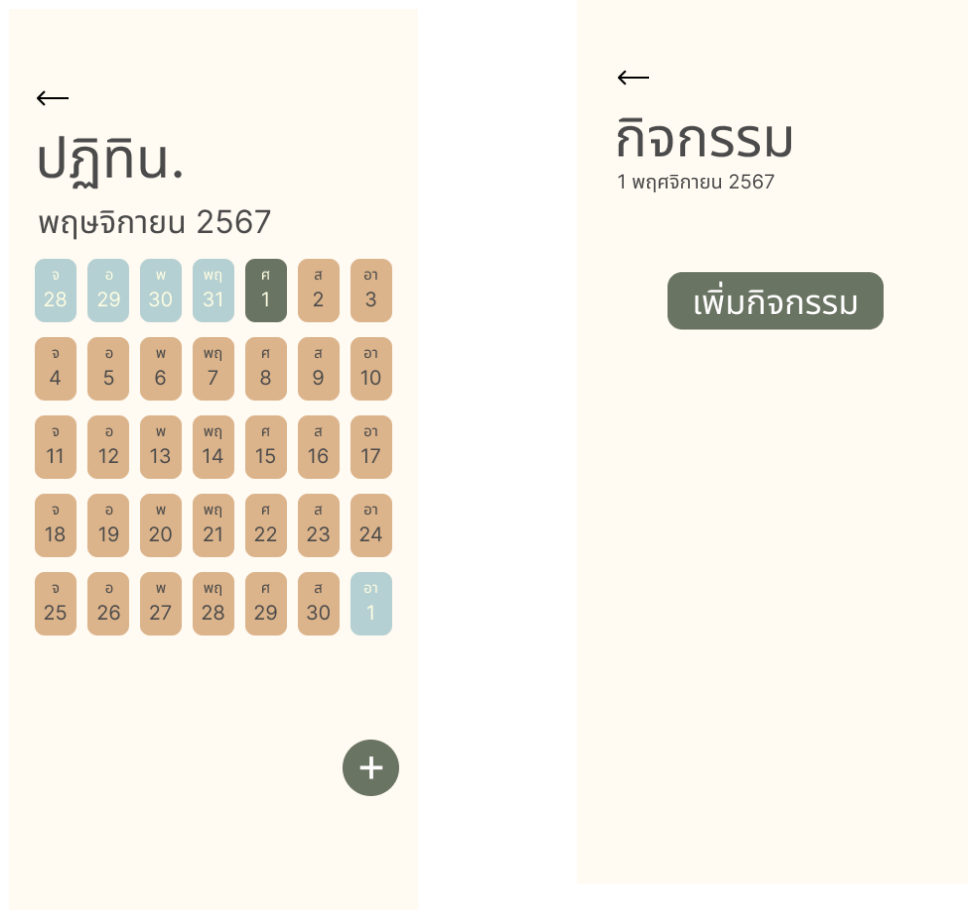 ปฏิทิน.
พฤษจิกายน 2567
จ อ พ พฤ ศ ส อา
28 29 30 31 1 2 3
จ อ พ พฤ ศ ส อา
4 5 6 7 8 9 10
จ อ พ พฤ ศ ส อา
11 12 13 14 15 16 17
จ อ พ พฤ ศ ส อา
18 19 20 21 22 23 24
จ อ พ พฤ ศ ส อา
25 26 27 28 29 30 1
+
กิจกรรม
1 พฤศจิกายน 2567
เพิ่มกิจกรรม